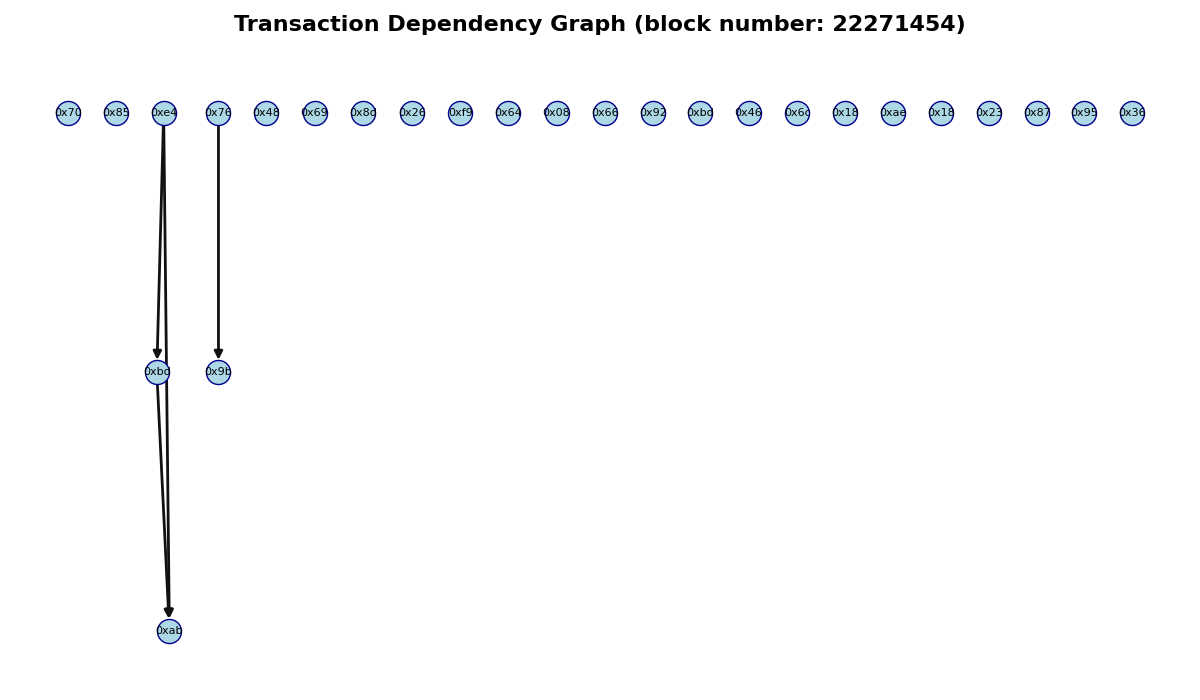 Transaction Dependency Graph (block number: 22271454)
0x70 0x85 0xe4 0x76 0x48 0x69 0x8d 0x26 0xf9 0x64 0x08 0x66 0x92 0xbd 0x46 0x6c 0x18 0xae 0x18 0x23 0x87 0x95 0x36
0xbd 0x9b
0xab